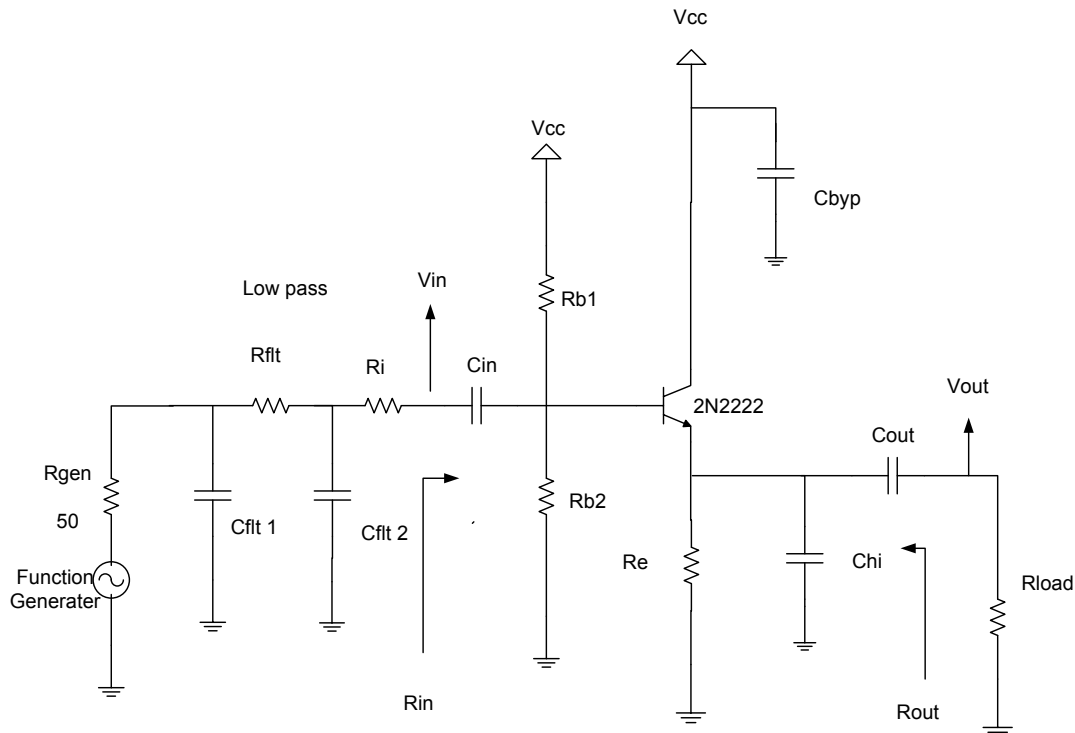 Vcc
Vcc
Cbyp
Low pass
Vin
Rb1
Rflt
Ri
Cin
2N2222
Vout
Cout
Rgen
50
Cflt 1
Cflt 2
Rb2
Re
Chi
Rload
Function
Generater
Rin
Rout